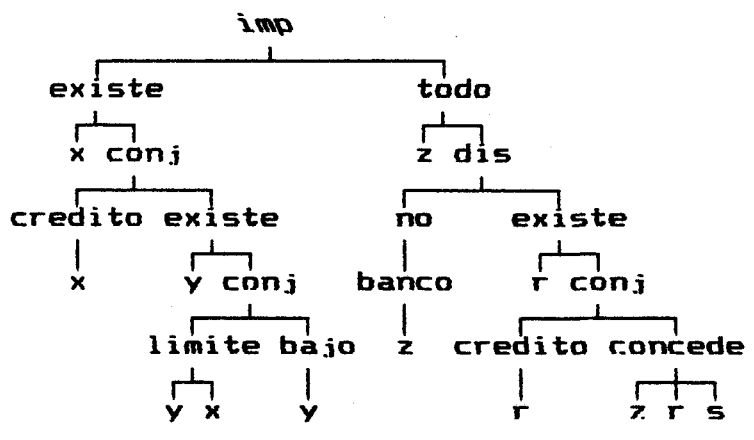 imp
existe todo
x conj z dis
credito existe no existe
x y conj banco r conj
limite bajo z credito concede
y x y r z r s